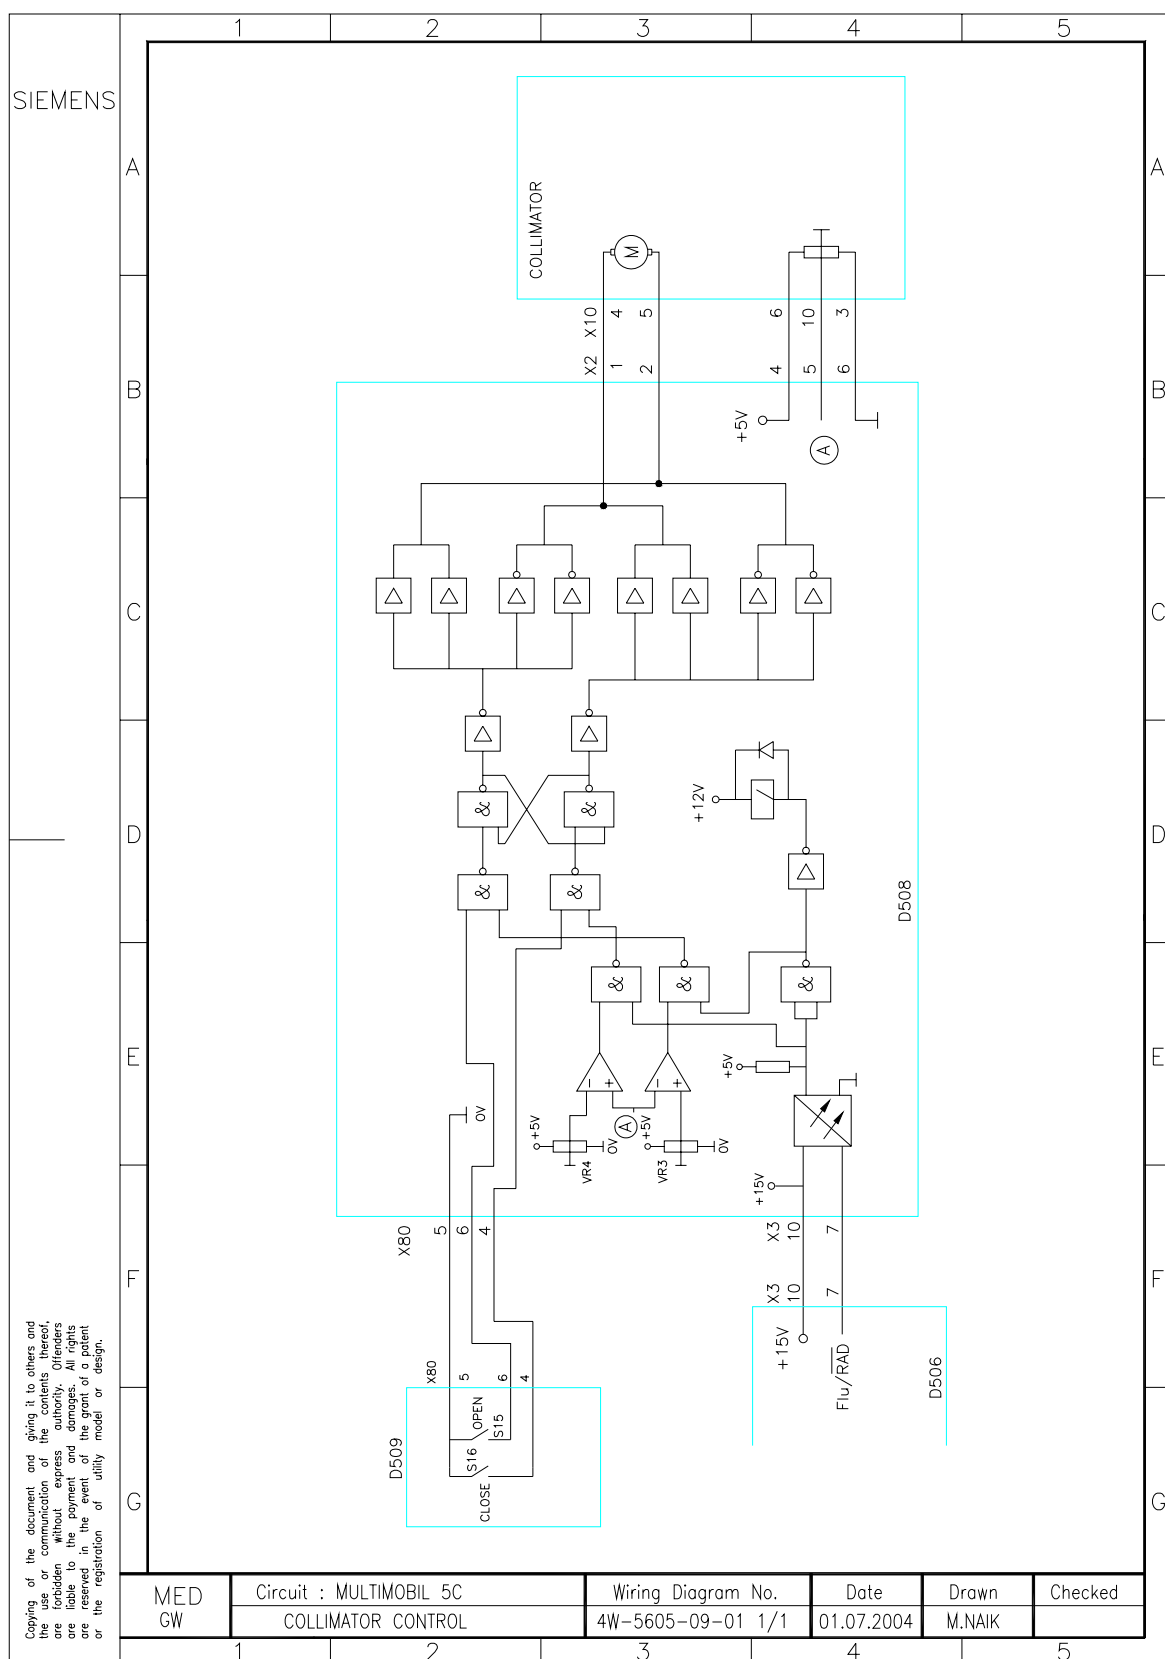 1 2 3 4 5
SIEMENS
A A
COLLIMATOR
M
X2 X10
1 4
2 5
4 6
5 10
6 3
B B
+5V
A
C C
D D
& &
+12V
& &
D508
& & &
E E
+5V
- + - +
A
0V
+5V
VR4
0V
+5V
VR3
0V
+15V
X80
5
6
4
X3
10
7
F F
X3
10
7
+15V
Flu/RAD
D506
X80
5
6
4
D509
OPEN
S15
S16
CLOSE
G G
Copying of the document and giving it to others and
the use or communication of the contents thereof,
are forbidden without express authority. Offenders
are liable to the payment and damages. All rights
are reserved in the event of the grant of a patent
or the registration of utility model or design.
MED
GW
Circuit : MULTIMOBIL 5C
COLLIMATOR CONTROL
Wiring Diagram No.
4W-5605-09-01 1/1
Date
01.07.2004
Drawn
M.NAIK
Checked
1 2 3 4 5